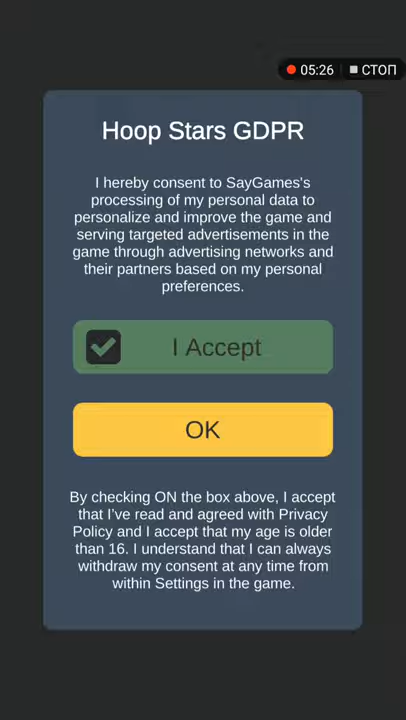 05:26 СТОП
Hoop Stars GDPR
I hereby consent to SayGames's
processing of my personal data to
personalize and improve the game and
serving targeted advertisements in the
game through advertising networks and
their partners based on my personal
preferences.
I Accept
OK
By checking ON the box above, I accept
that I've read and agreed with Privacy
Policy and I accept that my age is older
than 16. I understand that I can always
withdraw my consent at any time from
within Settings in the game.